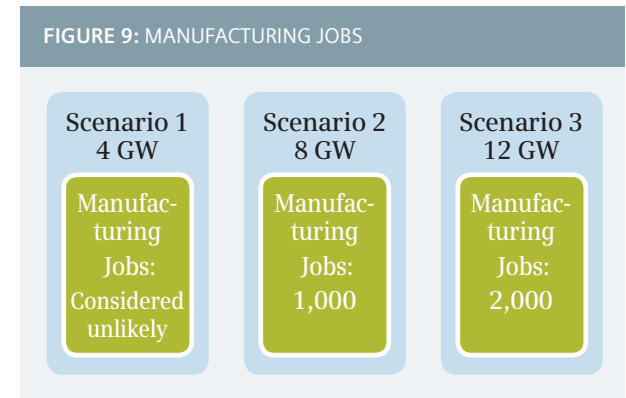 FIGURE 9: MANUFACTURING JOBS
Scenario 1
4 GW
Manufac-
turing
Jobs:
Considered
unlikely
Scenario 2
8 GW
Manufac-
turing
Jobs:
1,000
Scenario 3
12 GW
Manufac-
turing
Jobs:
2,000